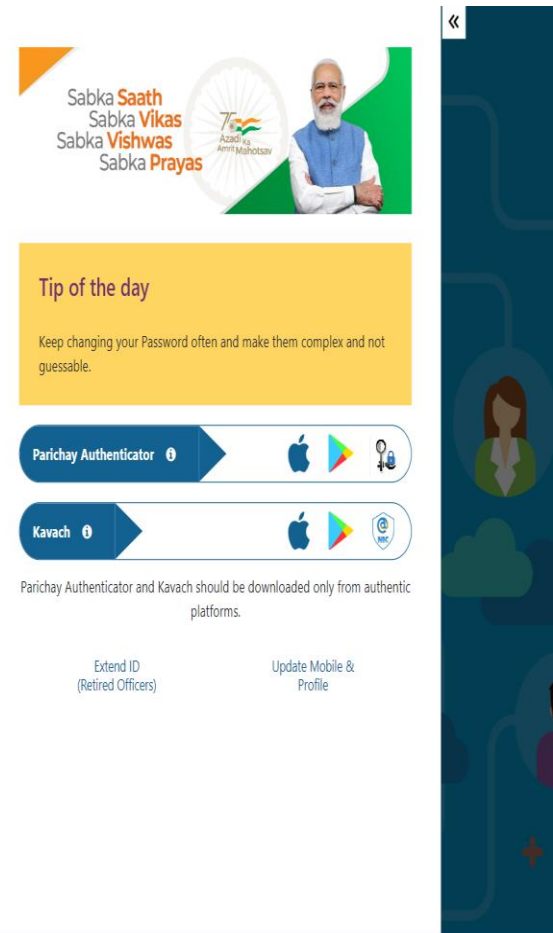 «
Sabka Saath
Sabka Vikas
Sabka Vishwas
Sabka Prayas
75
Azadi Ka
Amrit Mahotsav
Tip of the day
Keep changing your Password often and make them complex and not
guessable.
Parichay Authenticator
Kavach
@
NIC
Parichay Authenticator and Kavach should be downloaded only from authentic
platforms.
Extend ID
(Retired Officers)
Update Mobile &
Profile